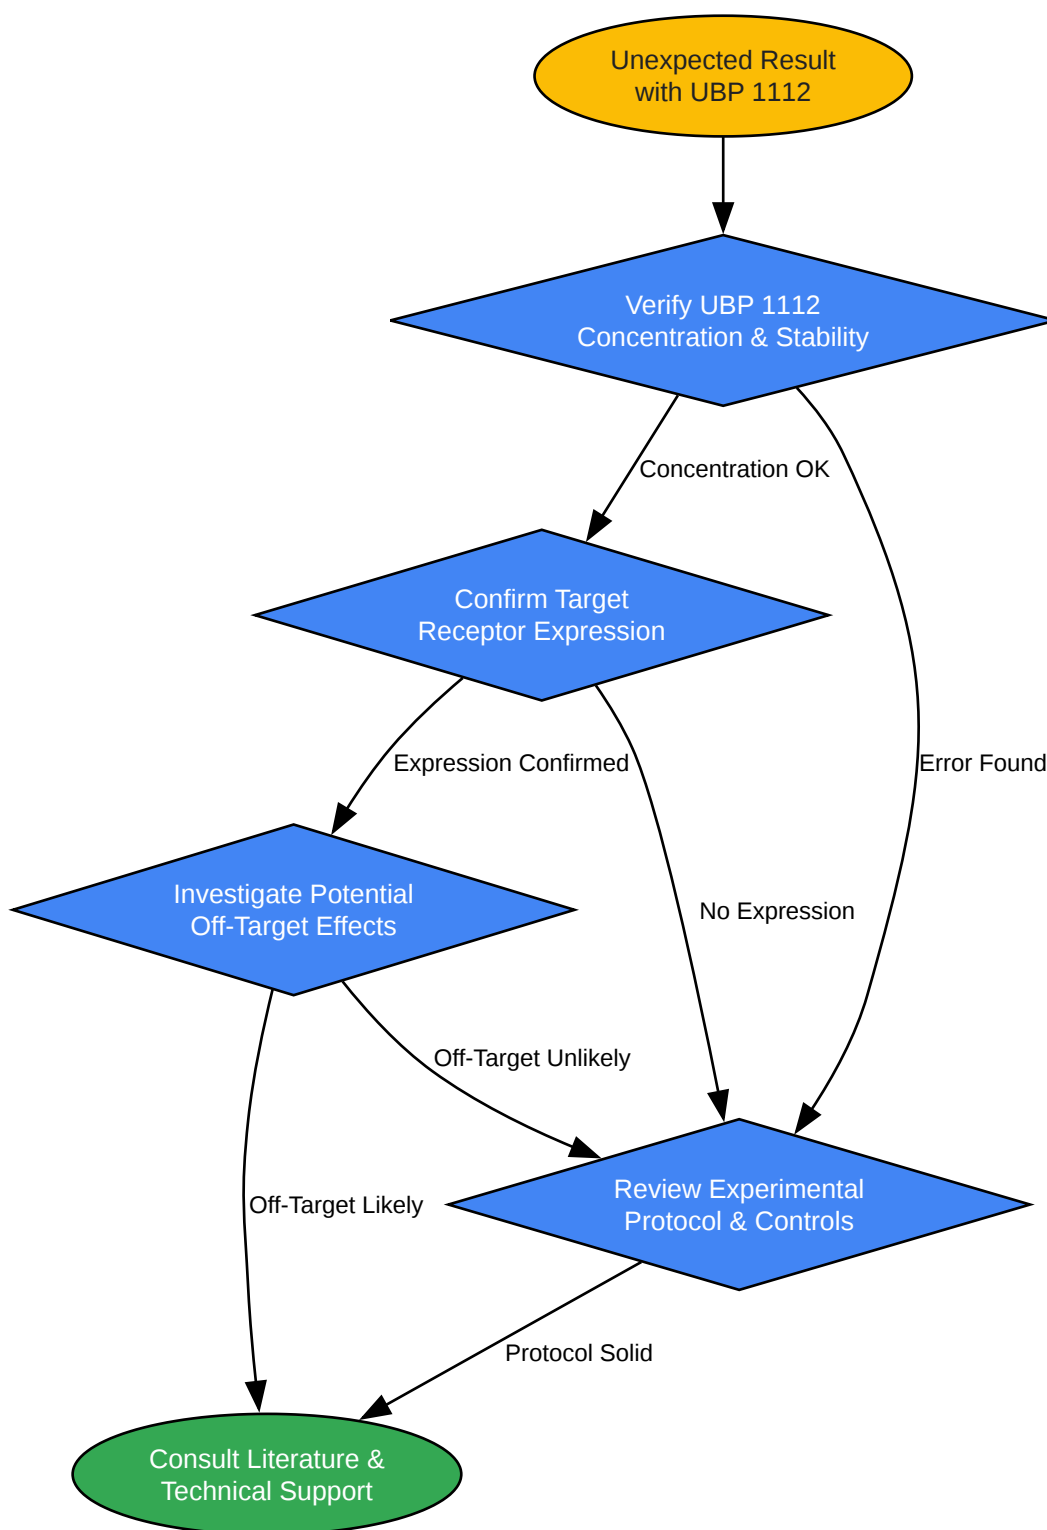 Unexpected Result
with UBP 1112
Verify UBP 1112
Concentration & Stability
Concentration OK
Confirm Target
Receptor Expression
Expression Confirmed
Error Found
Investigate Potential
Off-Target Effects
No Expression
Off-Target Unlikely
Review Experimental
Protocol & Controls
Off-Target Likely
Protocol Solid
Consult Literature &
Technical Support